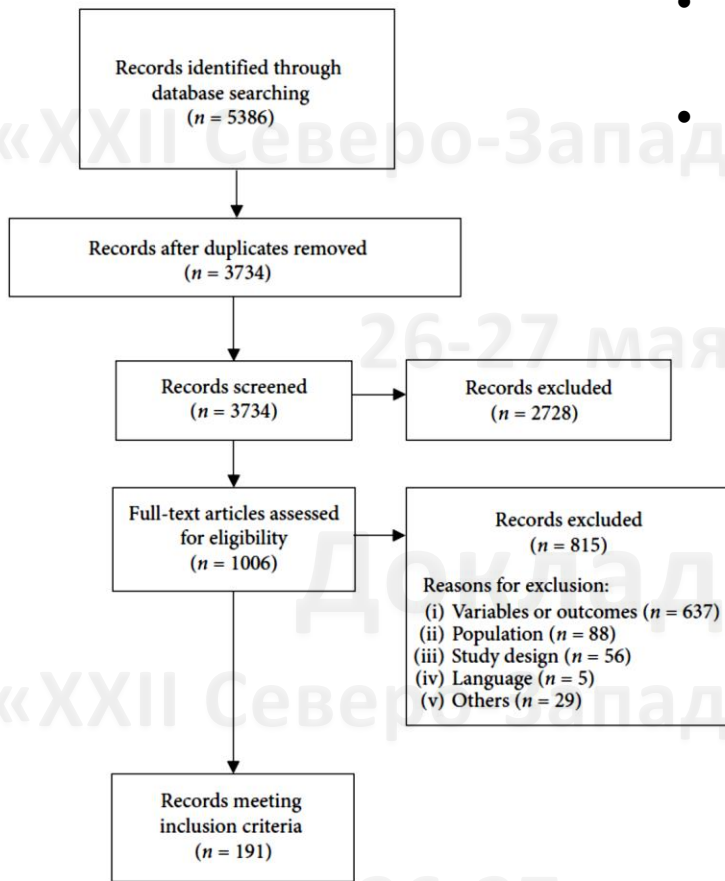 Records identified through
database searching
(n = 5386)
«XXII Северо-Запад
Records after duplicates removed
(n = 3734)
26-27 мая
Records screened
(n = 3734)
Records excluded
(n = 2728)
Full-text articles assessed
for eligibility
(n = 1006)
Records excluded
(n = 815)
Reasons for exclusion:
(i) Variables or outcomes (n = 637)
(ii) Population (n = 88)
(iii) Study design (n = 56)
(iv) Language (n = 5)
(v) Others (n = 29)
Доклад
«XXII Северо-Запад
Records meeting
inclusion criteria
(n = 191)